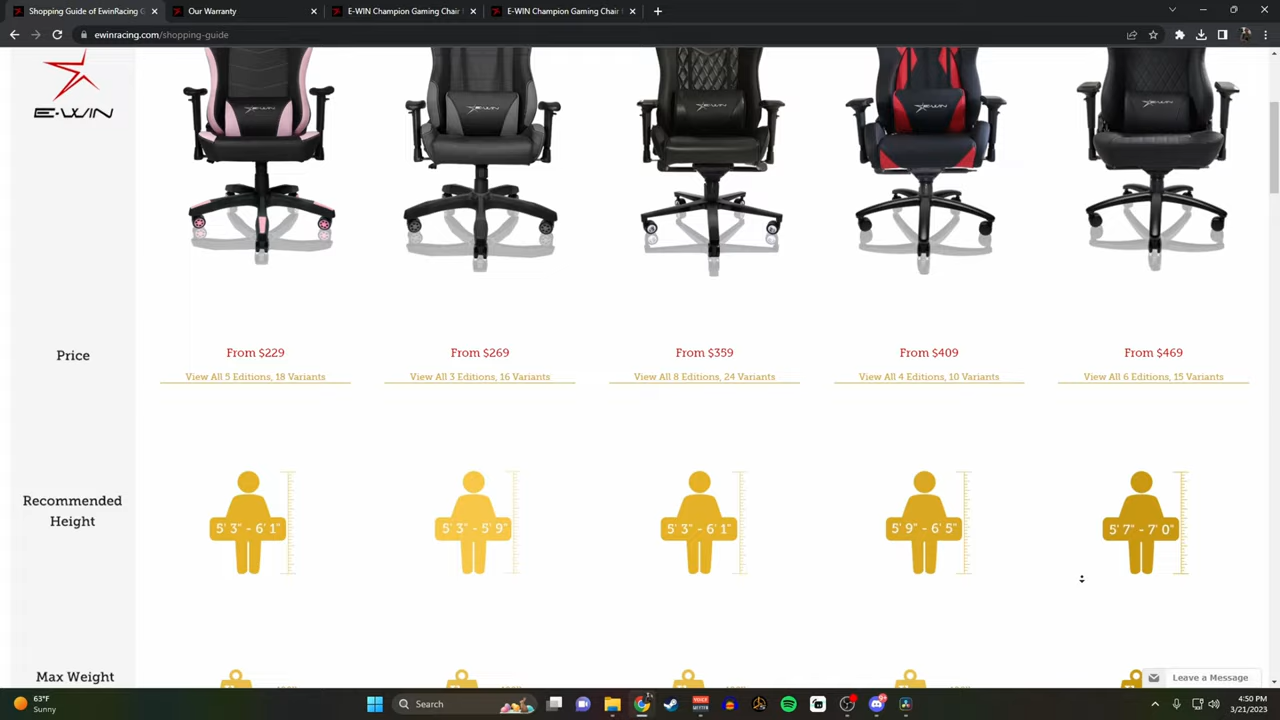 Shopping Guide of EwinRacing G
Our Warranty
E-WIN Champion Gaming Chair
E-WIN Champion Gaming Chair
ewinracing.com/shopping-guide
E-WIN
E-WIN
E-WIN
E-WIN
E-WIN
E-WIN
Price
From $229
From $269
From $359
From $409
From $469
View All 5 Editions, 18 Variants
View All 3 Editions, 16 Variants
View All 8 Editions, 24 Variants
View All 4 Editions, 10 Variants
View All 6 Editions, 15 Variants
Recommended
Height
5' 3" - 6' 1"
5' 3" - 5' 9"
5' 3" - 6' 1"
5' 9" - 6' 5"
5' 7" - 7' 0"
Max Weight
Leave a Message
63°F
Sunny
Search
4:50 PM
3/21/2023